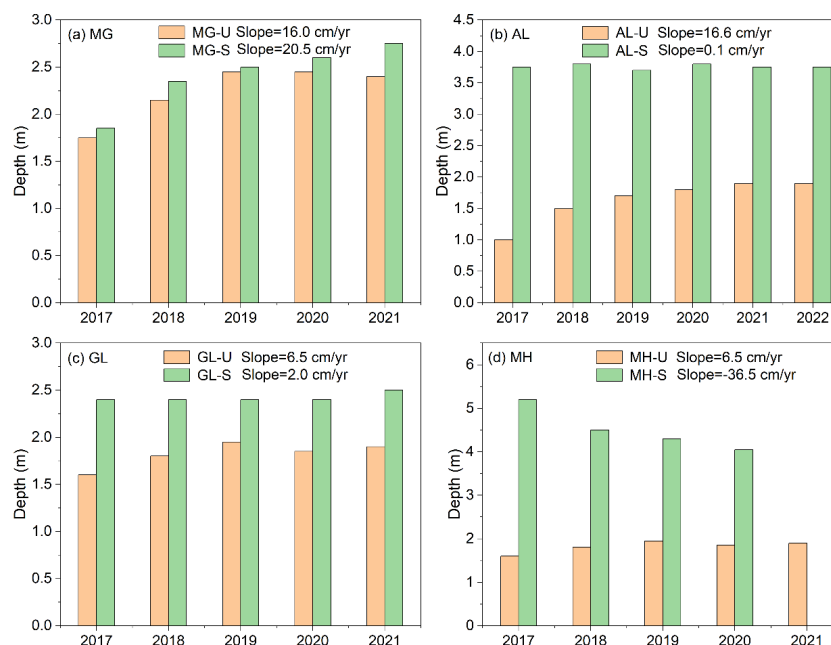 (a) MG
MG-U Slope=16.0 cm/yr
MG-S Slope=20.5 cm/yr
Depth (m)
3.0
2.5
2.0
1.5
1.0
0.5
0.0
2017 2018 2019 2020 2021
(b) AL
AL-U Slope=16.6 cm/yr
AL-S Slope=0.1 cm/yr
Depth (m)
4.5
4.0
3.5
3.0
2.5
2.0
1.5
1.0
0.5
0.0
2017 2018 2019 2020 2021 2022
(c) GL
GL-U Slope=6.5 cm/yr
GL-S Slope=2.0 cm/yr
Depth (m)
3.0
2.5
2.0
1.5
1.0
0.5
0.0
2017 2018 2019 2020 2021
(d) MH
MH-U Slope=6.5 cm/yr
MH-S Slope=-36.5 cm/yr
Depth (m)
6
5
4
3
2
1
0
2017 2018 2019 2020 2021